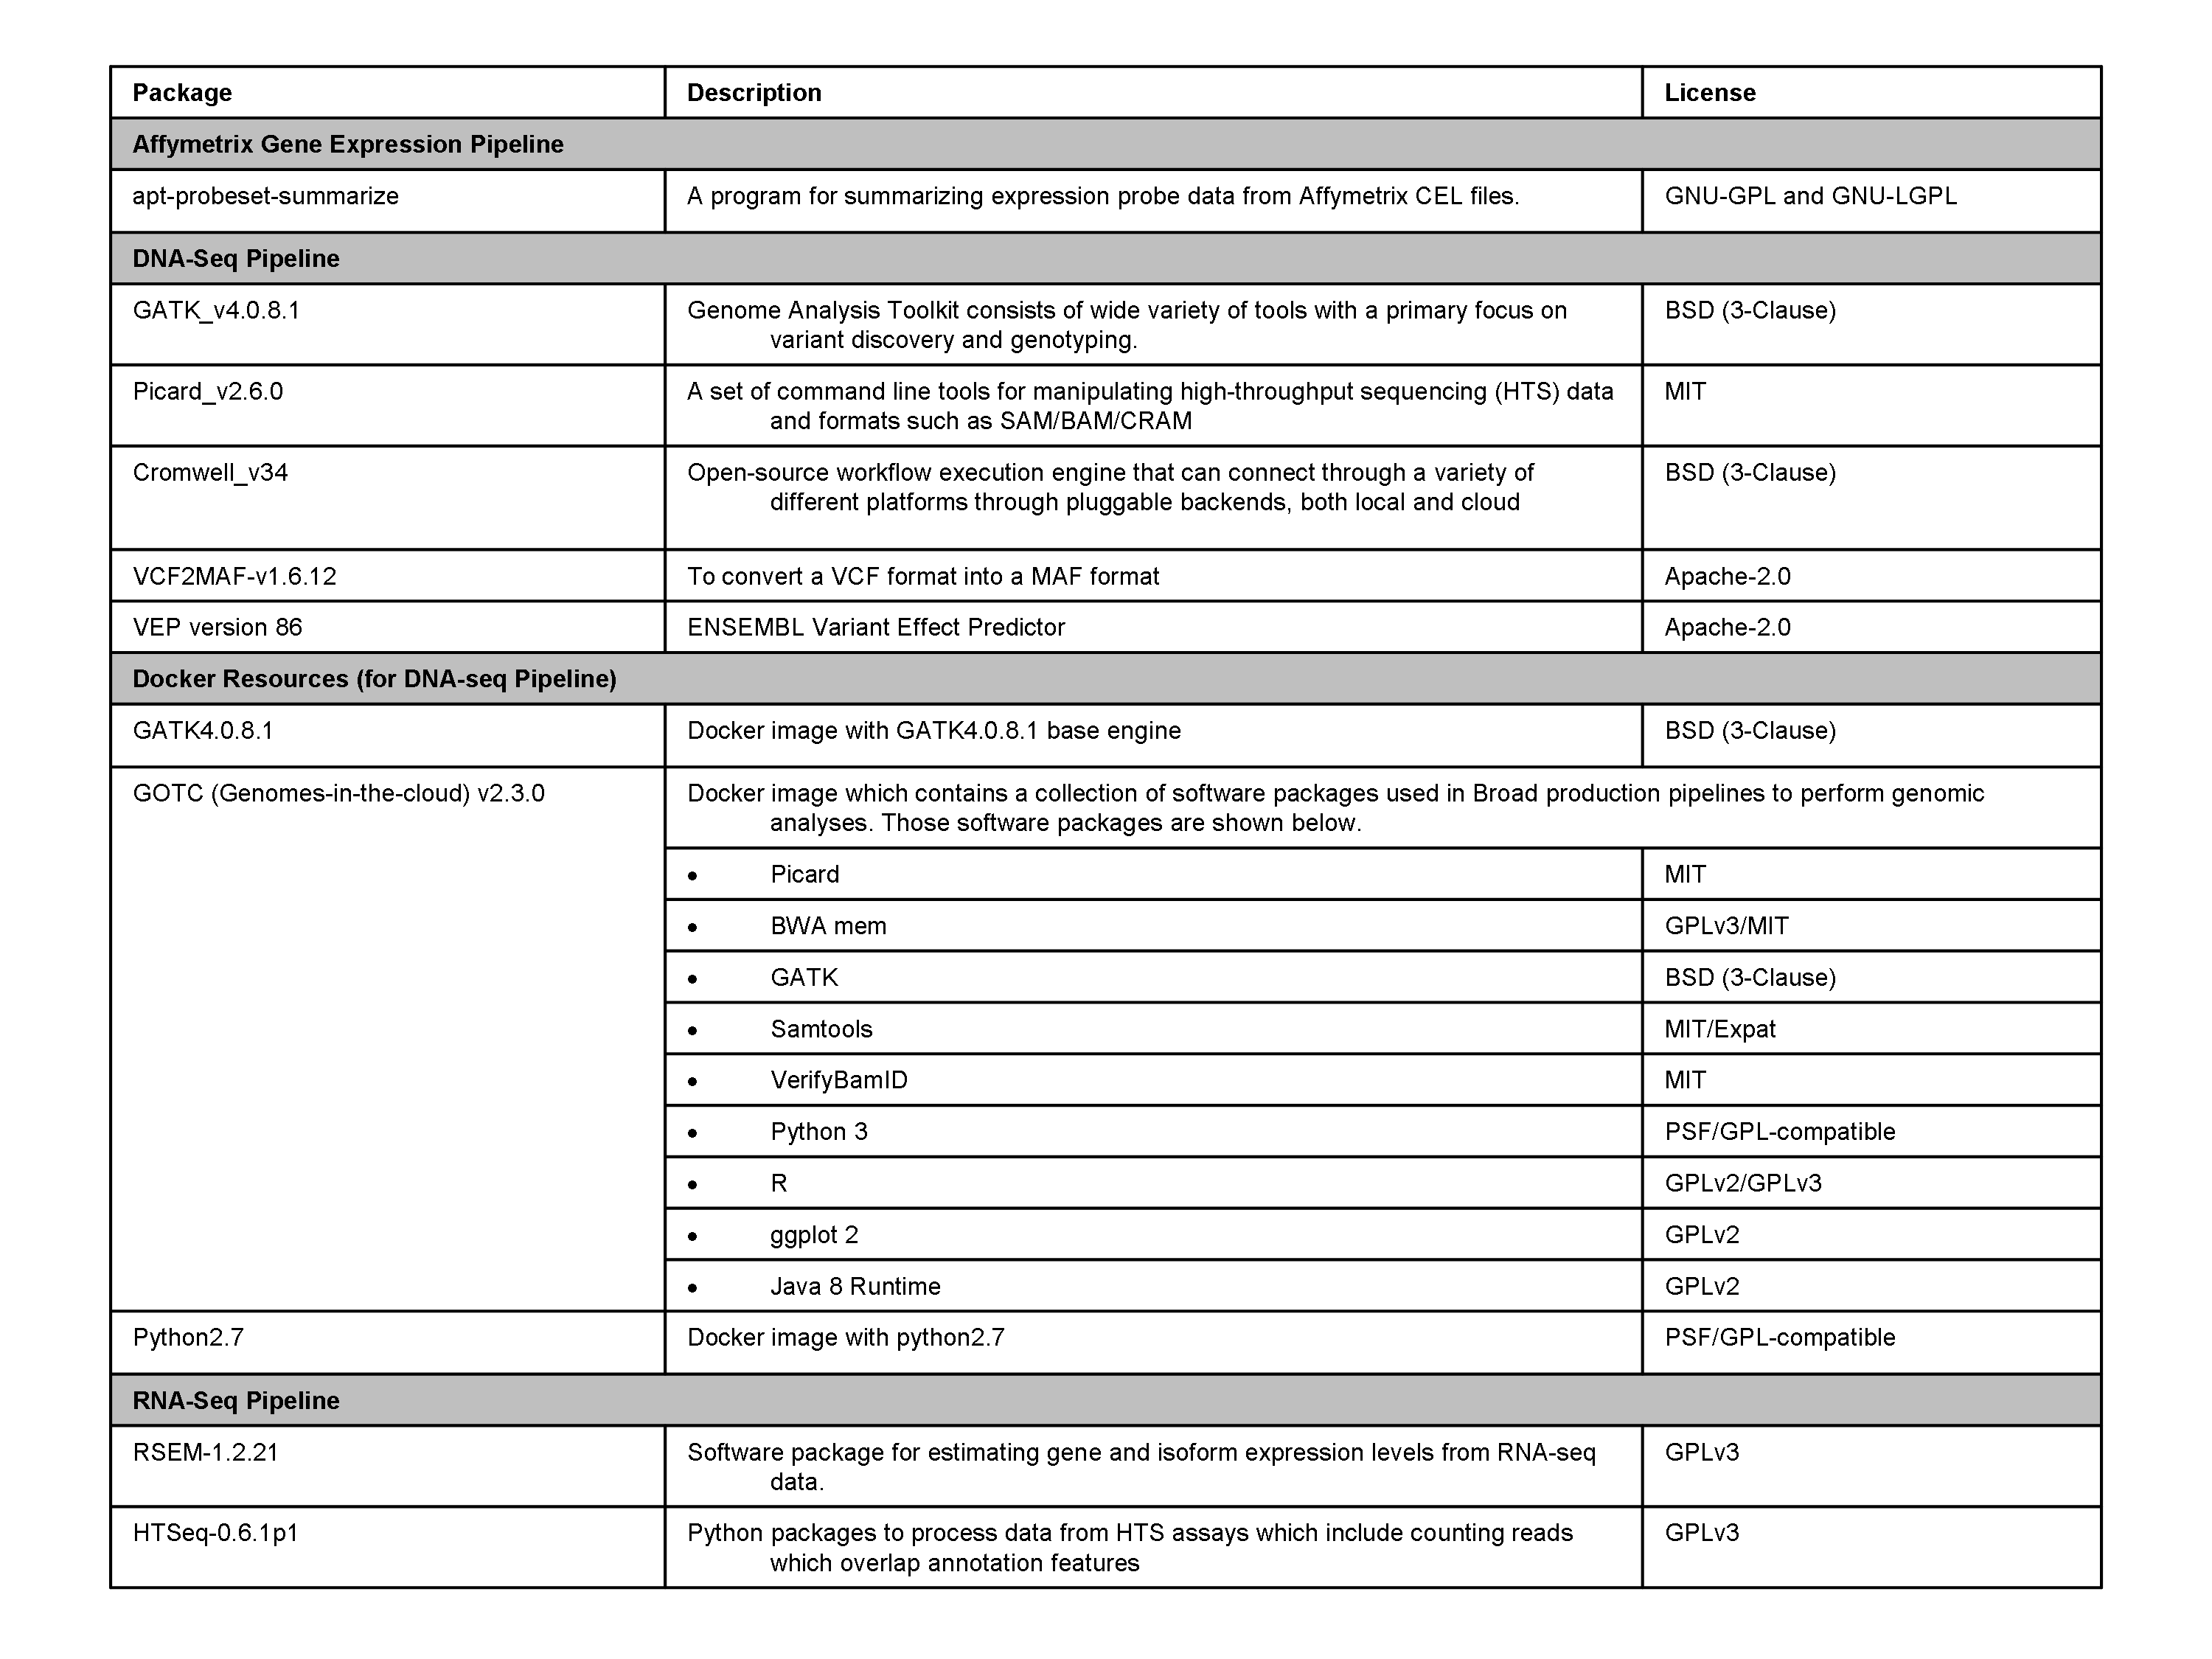 Package Description License
Affymetrix Gene Expression Pipeline
apt-probeset-summarize A program for summarizing expression probe data from Affymetrix CEL files. GNU-GPL and GNU-LGPL
DNA-Seq Pipeline
GATK_v4.0.8.1 Genome Analysis Toolkit consists of wide variety of tools with a primary focus on BSD (3-Clause)
variant discovery and genotyping.
Picard_v2.6.0 A set of command line tools for manipulating high-throughput sequencing (HTS) data MIT
and formats such as SAM/BAM/CRAM
Cromwell_v34 Open-source workflow execution engine that can connect through a variety of BSD (3-Clause)
different platforms through pluggable backends, both local and cloud
VCF2MAF-v1.6.12 To convert a VCF format into a MAF format Apache-2.0
VEP version 86 ENSEMBL Variant Effect Predictor Apache-2.0
Docker Resources (for DNA-seq Pipeline)
GATK4.0.8.1 Docker image with GATK4.0.8.1 base engine BSD (3-Clause)
GOTC (Genomes-in-the-cloud) v2.3.0 Docker image which contains a collection of software packages used in Broad production pipelines to perform genomic
analyses. Those software packages are shown below.
• Picard MIT
• BWA mem GPLv3/MIT
• GATK BSD (3-Clause)
• Samtools MIT/Expat
• VerifyBamID MIT
• Python 3 PSF/GPL-compatible
• R GPLv2/GPLv3
• ggplot 2 GPLv2
• Java 8 Runtime GPLv2
Python2.7 Docker image with python2.7 PSF/GPL-compatible
RNA-Seq Pipeline
RSEM-1.2.21 Software package for estimating gene and isoform expression levels from RNA-seq GPLv3
data.
HTSeq-0.6.1p1 Python packages to process data from HTS assays which include counting reads GPLv3
which overlap annotation features